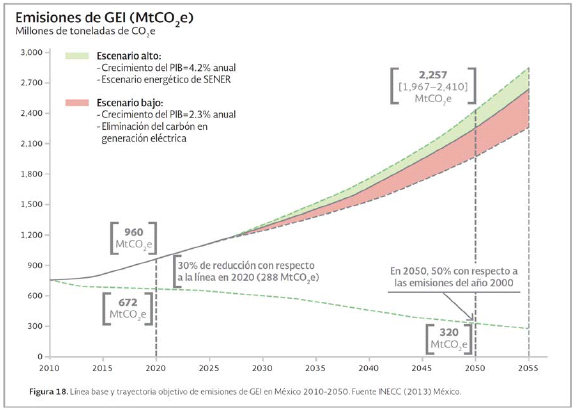 Emisiones de GEI (MtCO2e)
Millones de toneladas de CO2e
3,000
2,700
2,400
2,100
1,800
1,500
1,200
900
600
300
0
Escenario alto:
-Crecimiento del PIB=4.2% anual
-Escenario energético de SENER
Escenario bajo:
-Crecimiento del PIB=2.3% anual
-Eliminación del carbón en
generación eléctrica
2,257
[1,967–2,410]
MtCO2e
960
MtCO2e
30% de reducción con respecto
a la línea en 2020 (288 MtCO2e)
672
MtCO2e
En 2050, 50% con respecto a
las emisiones del año 2000
320
MtCO2e
2010 2015 2020 2025 2030 2035 2040 2045 2050 2055
Figura 18. Línea base y trayectoria objetivo de emisiones de GEI en México 2010-2050. Fuente INECC (2013) México.